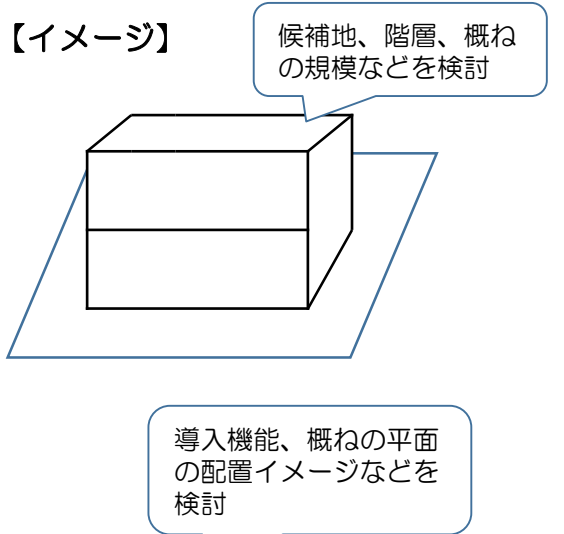 【イメージ】
候補地、階層、概ね
の規模などを検討
導入機能、概ねの平面
の配置イメージなどを
検討